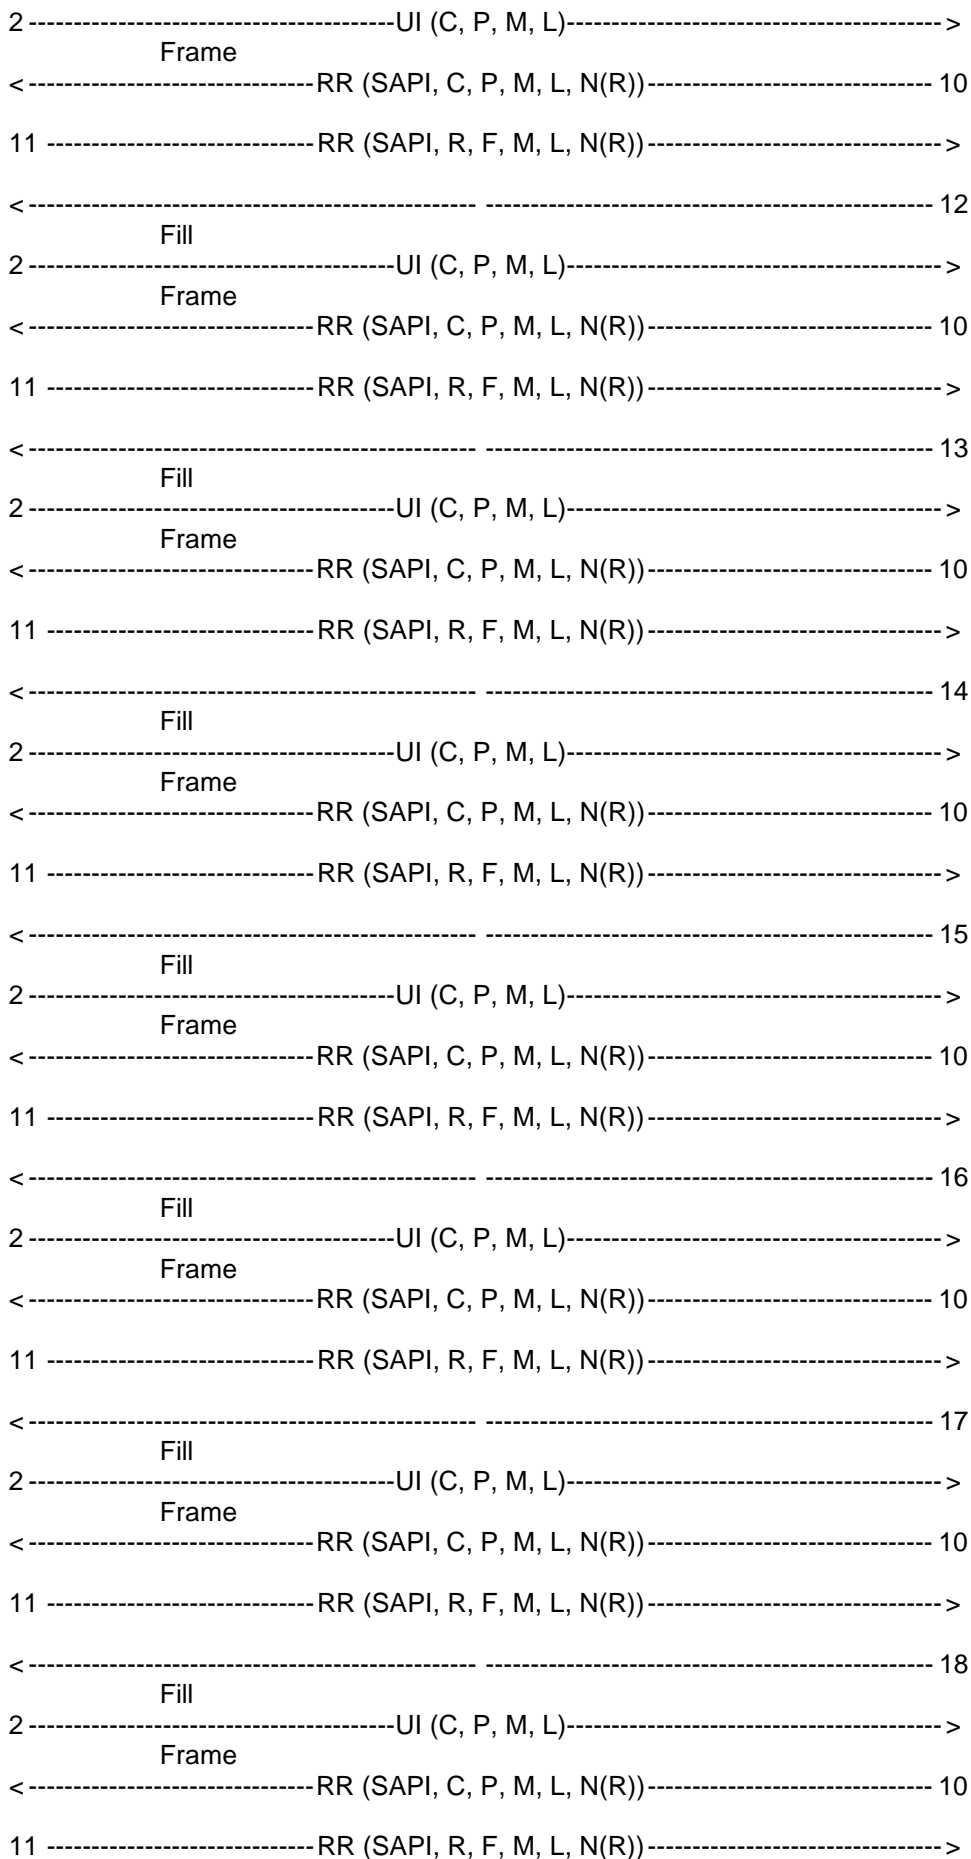 2 -----------------------------------------UI (C, P, M, L)------------------------------------------ >
Frame
< --------------------------------RR (SAPI, C, P, M, L, N(R))-------------------------------- 10
11 ------------------------------RR (SAPI, R, F, M, L, N(R))--------------------------------- >
< -------------------------------------------------- -------------------------------------------------- 12
Fill
2 -----------------------------------------UI (C, P, M, L)------------------------------------------ >
Frame
< --------------------------------RR (SAPI, C, P, M, L, N(R))-------------------------------- 10
11 ------------------------------RR (SAPI, R, F, M, L, N(R))--------------------------------- >
< -------------------------------------------------- -------------------------------------------------- 13
Fill
2 -----------------------------------------UI (C, P, M, L)------------------------------------------ >
Frame
< --------------------------------RR (SAPI, C, P, M, L, N(R))-------------------------------- 10
11 ------------------------------RR (SAPI, R, F, M, L, N(R))--------------------------------- >
< -------------------------------------------------- -------------------------------------------------- 14
Fill
2 -----------------------------------------UI (C, P, M, L)------------------------------------------ >
Frame
< --------------------------------RR (SAPI, C, P, M, L, N(R))-------------------------------- 10
11 ------------------------------RR (SAPI, R, F, M, L, N(R))--------------------------------- >
< -------------------------------------------------- -------------------------------------------------- 15
Fill
2 -----------------------------------------UI (C, P, M, L)------------------------------------------ >
Frame
< --------------------------------RR (SAPI, C, P, M, L, N(R))-------------------------------- 10
11 ------------------------------RR (SAPI, R, F, M, L, N(R))--------------------------------- >
< -------------------------------------------------- -------------------------------------------------- 16
Fill
2 -----------------------------------------UI (C, P, M, L)------------------------------------------ >
Frame
< --------------------------------RR (SAPI, C, P, M, L, N(R))-------------------------------- 10
11 ------------------------------RR (SAPI, R, F, M, L, N(R))--------------------------------- >
< -------------------------------------------------- -------------------------------------------------- 17
Fill
2 -----------------------------------------UI (C, P, M, L)------------------------------------------ >
Frame
< --------------------------------RR (SAPI, C, P, M, L, N(R))-------------------------------- 10
11 ------------------------------RR (SAPI, R, F, M, L, N(R))--------------------------------- >
< -------------------------------------------------- -------------------------------------------------- 18
Fill
2 -----------------------------------------UI (C, P, M, L)------------------------------------------ >
Frame
< --------------------------------RR (SAPI, C, P, M, L, N(R))-------------------------------- 10
11 ------------------------------RR (SAPI, R, F, M, L, N(R))--------------------------------- >